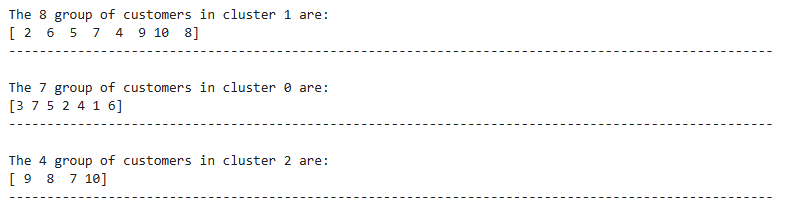 The 8 group of customers in cluster 1 are:
[ 2  6  5  7  4  9 10  8]
----------------------------------------------------------------------------------------------------
The 7 group of customers in cluster 0 are:
[3 7 5 2 4 1 6]
----------------------------------------------------------------------------------------------------
The 4 group of customers in cluster 2 are:
[ 9  8  7 10]
----------------------------------------------------------------------------------------------------